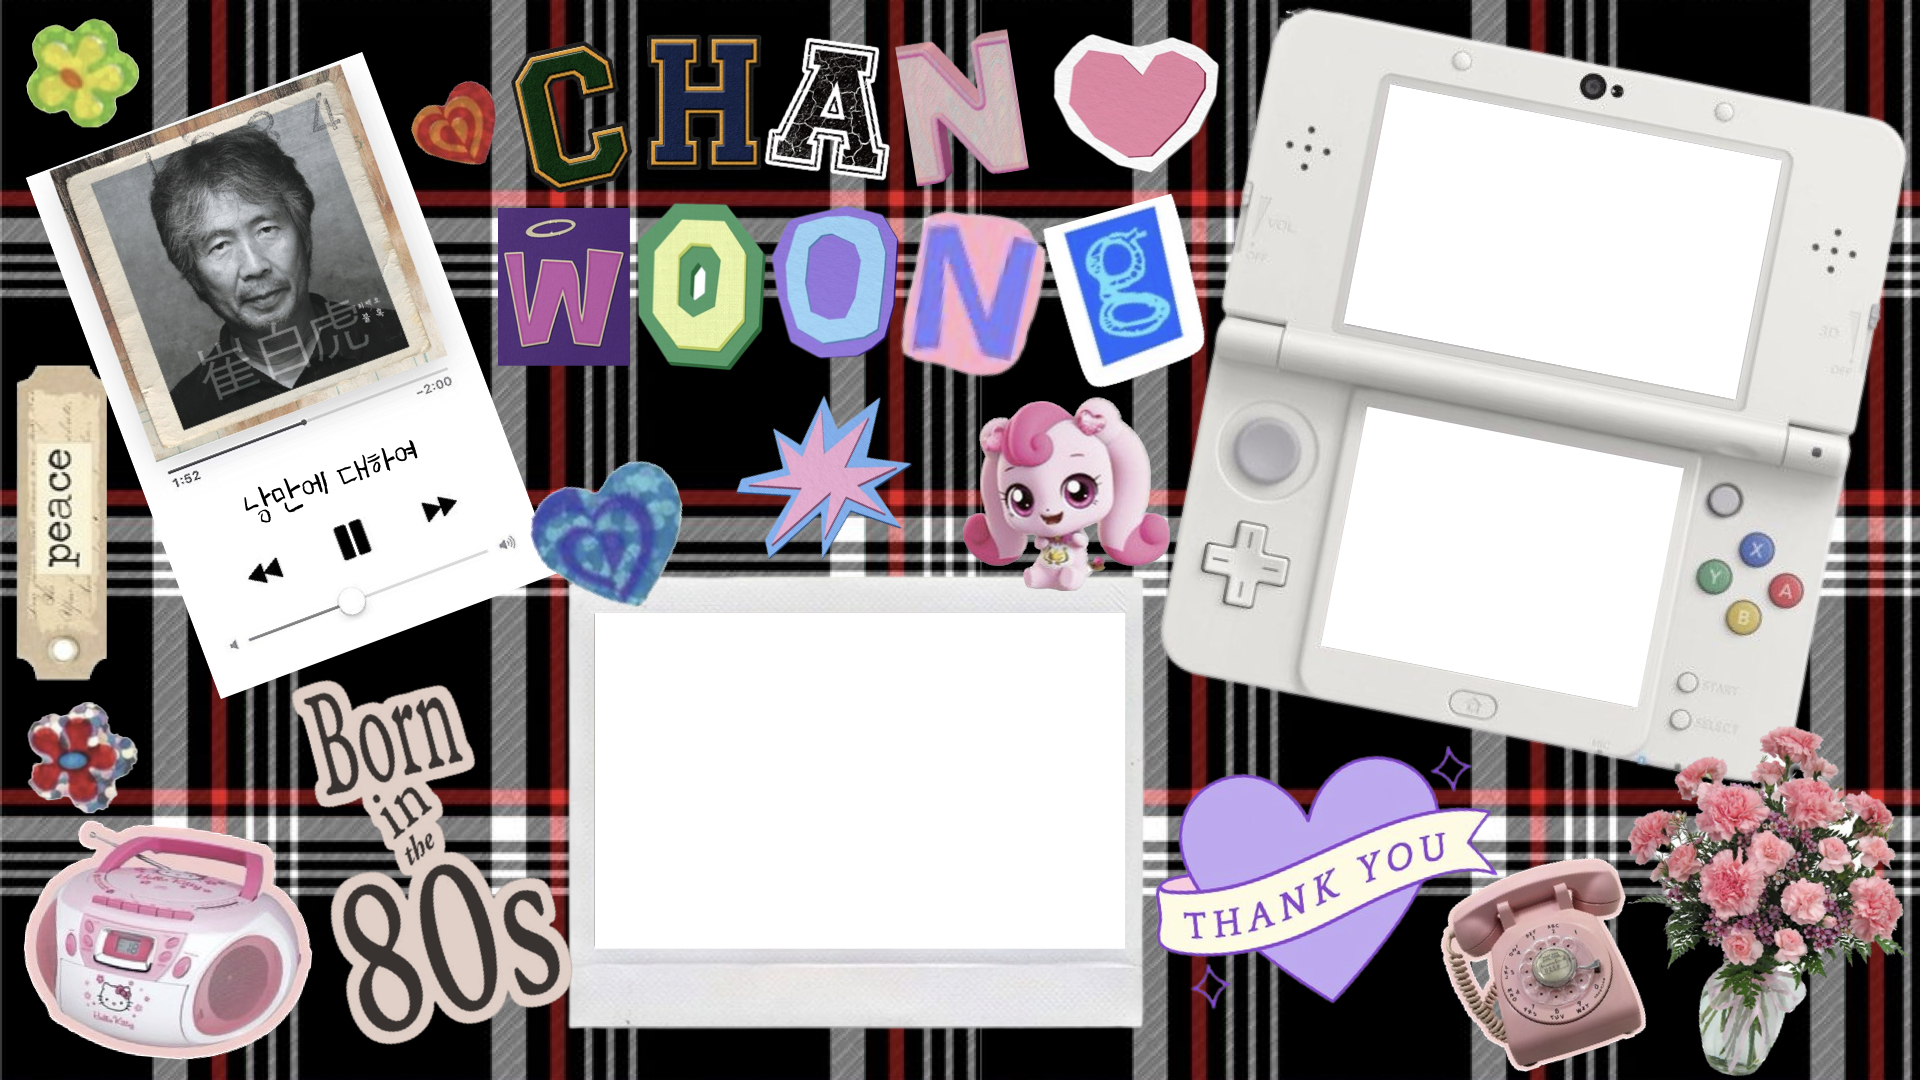 CHAN
WOONg
崔白虎
최백호
불혹
-2:00
1:52
낭만에 대하여
peace
Born
in
the
80s
THANK YOU
Hello Kitty
VOL
OFF
3D
OFF
X
Y
A
B
START
SELECT
MIC